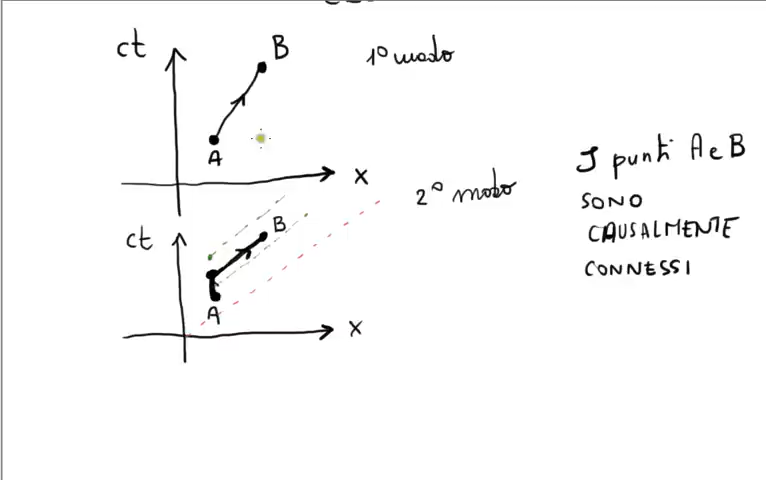 ct
B
1° modo
A
x
I punti A e B
2° modo
SONO
CAUSALMENTE
CONNESSI
ct
B
A
x